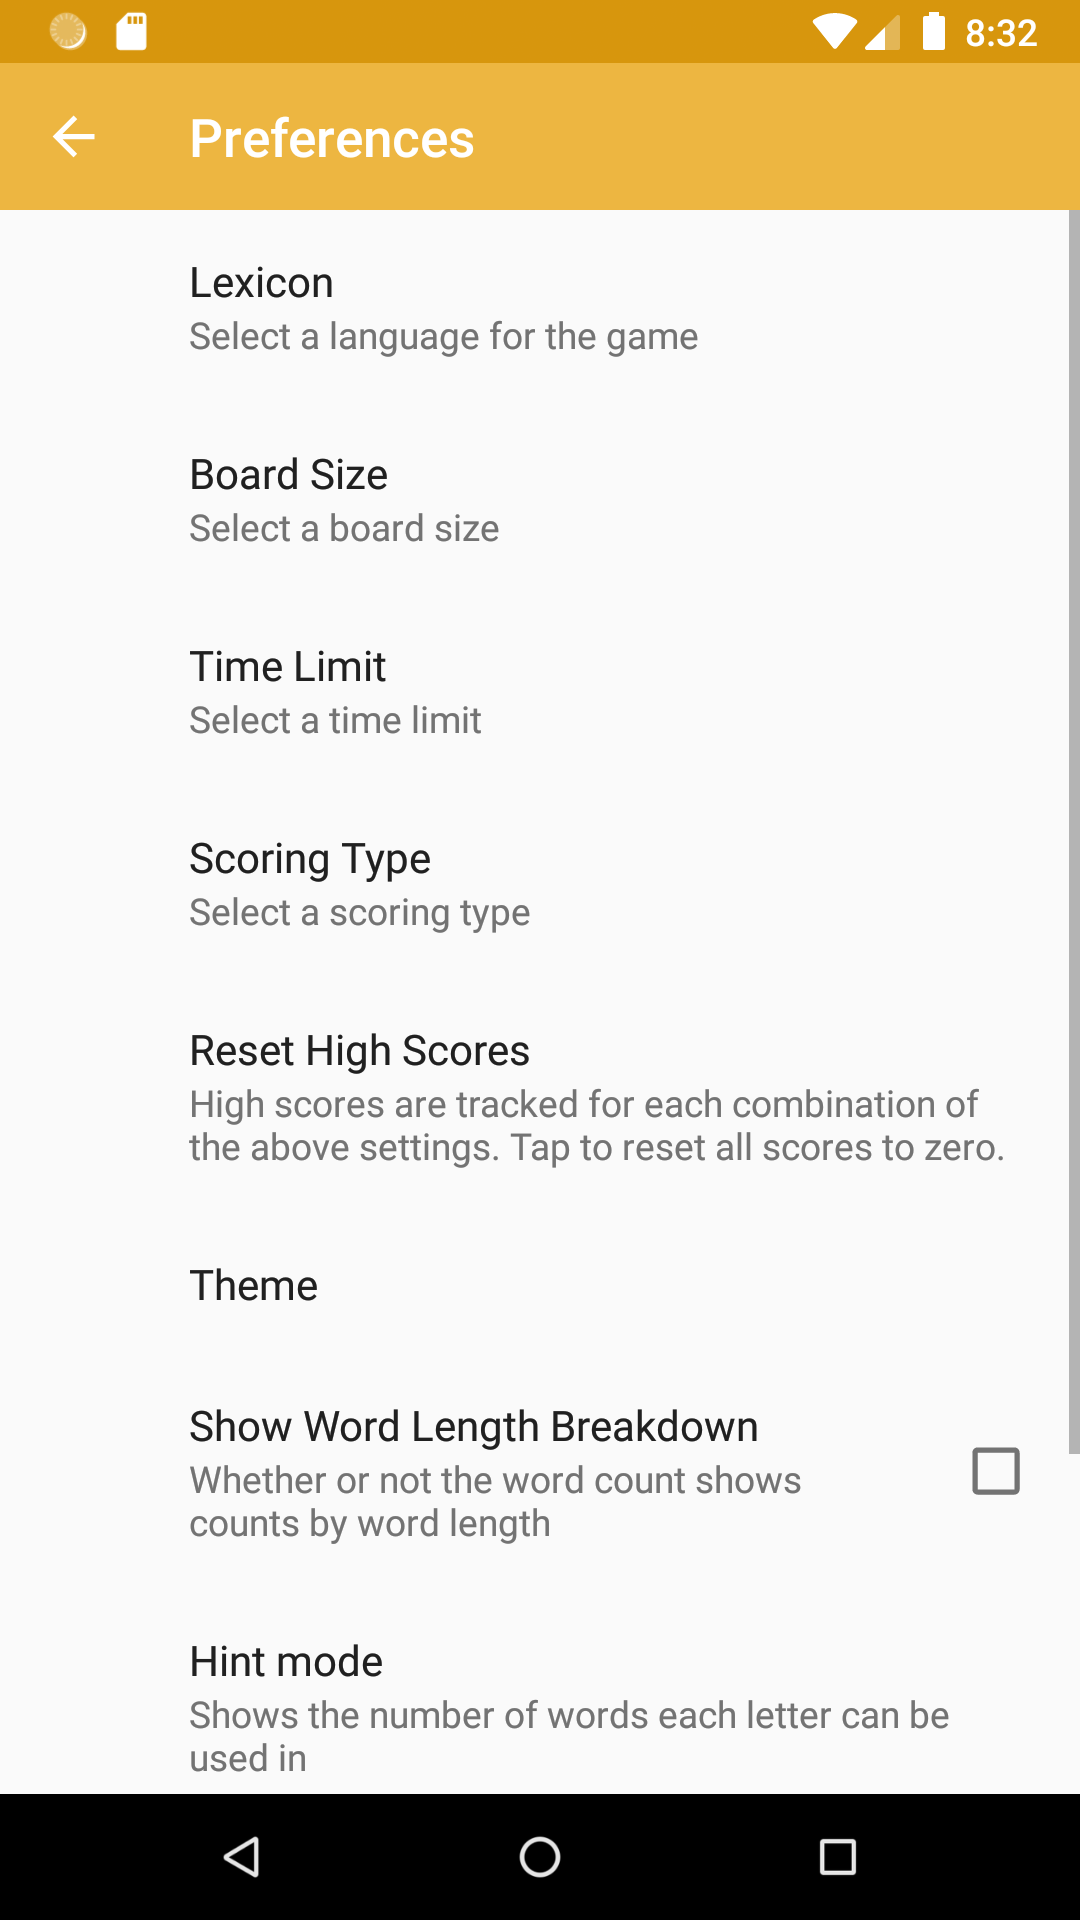 8:32
Preferences
Lexicon
Select a language for the game
Board Size
Select a board size
Time Limit
Select a time limit
Scoring Type
Select a scoring type
Reset High Scores
High scores are tracked for each combination of
the above settings. Tap to reset all scores to zero.
Theme
Show Word Length Breakdown
Whether or not the word count shows
counts by word length
Hint mode
Shows the number of words each letter can be
used in